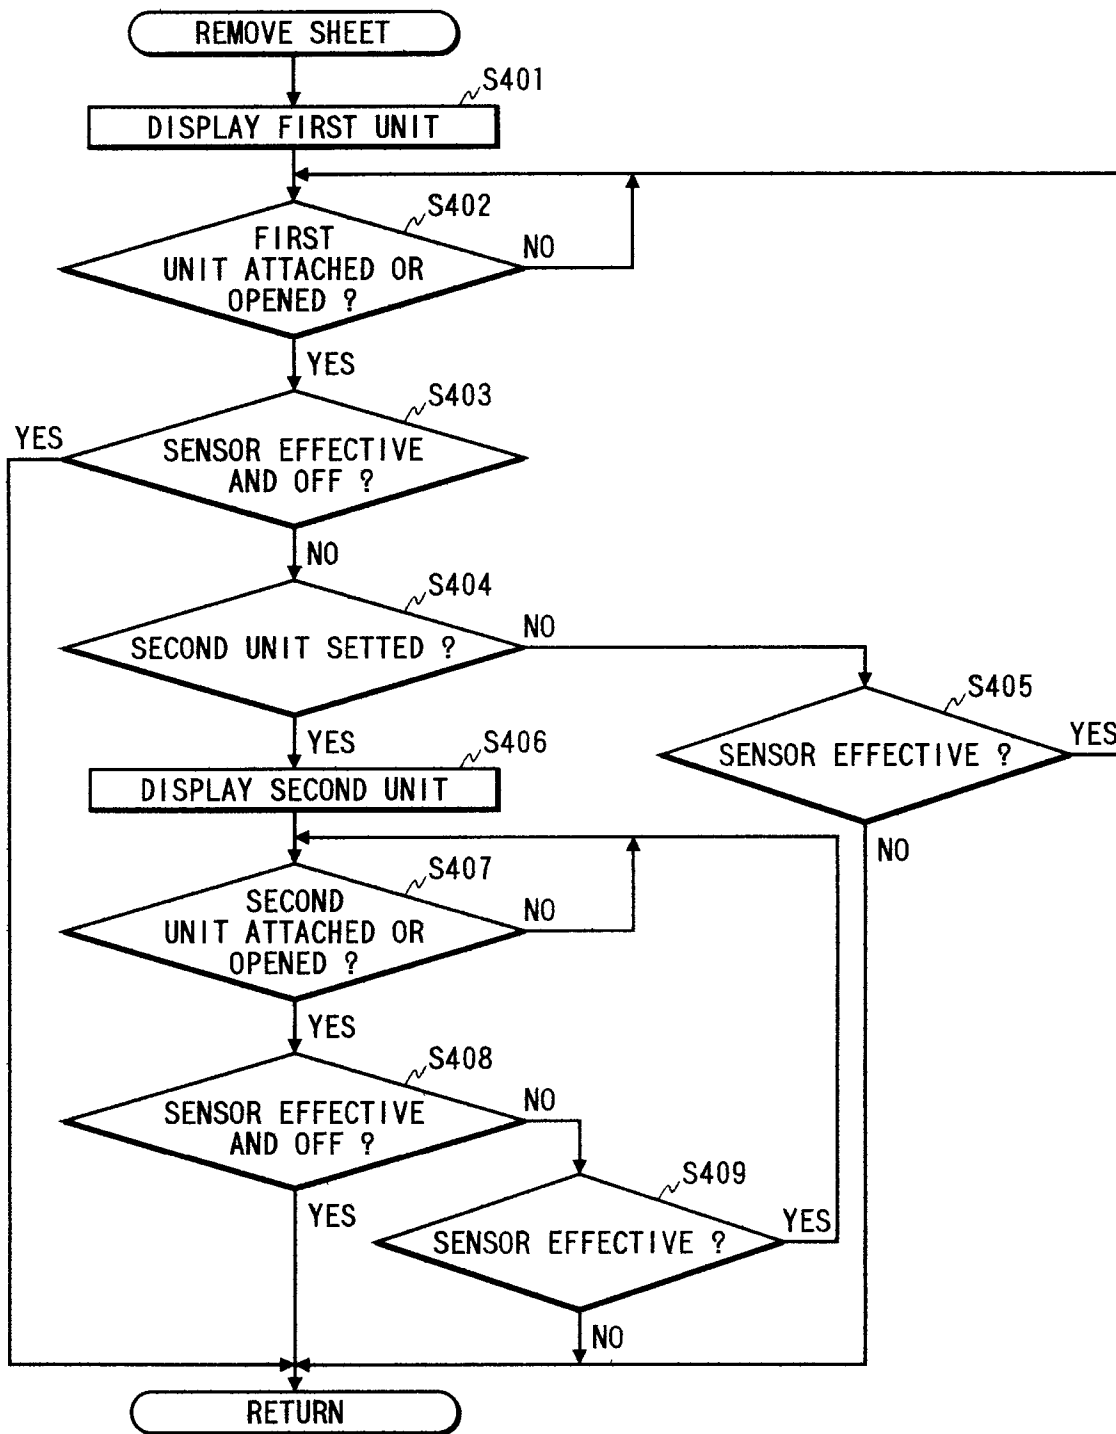 REMOVE SHEET
S401
DISPLAY FIRST UNIT
S402
FIRST
UNIT ATTACHED OR
OPENED ?
NO
YES
S403
YES
SENSOR EFFECTIVE
AND OFF ?
NO
S404
SECOND UNIT SETTED ?
NO
S405
SENSOR EFFECTIVE ?
YES
NO
YES
S406
DISPLAY SECOND UNIT
S407
SECOND
UNIT ATTACHED OR
OPENED ?
NO
YES
S408
SENSOR EFFECTIVE
AND OFF ?
NO
YES
S409
SENSOR EFFECTIVE ?
YES
NO
RETURN